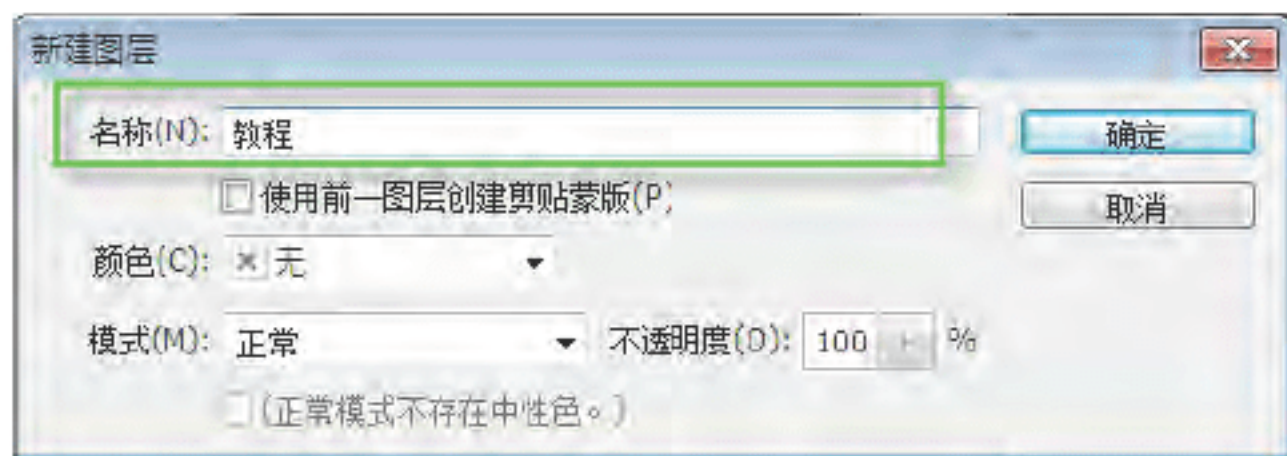 新建图层
名称(N): 教程 确定
使用前一图层创建剪贴蒙版(P) 取消
颜色(C): 无
模式(M): 正常 不透明度(O): 100 %
(正常模式不存在中性色。)